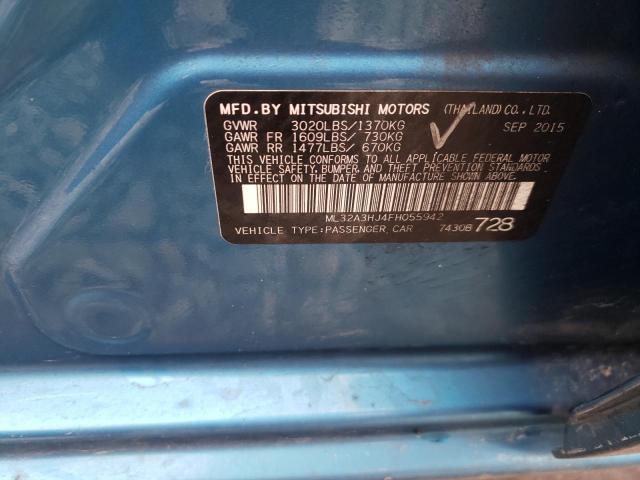 MFD.BY MITSUBISHI MOTORS (THAILAND) CO., LTD.
GVWR 3020LBS/1370KG SEP 2015
GAWR FR 1609LBS/ 730KG
GAWR RR 1477LBS/ 670KG
THIS VEHICLE CONFORMS TO ALL APPLICABLE FEDERAL MOTOR
VEHICLE SAFETY, BUMPER, AND THEFT PREVENTION STANDARDS
IN EFFECT ON THE DATE OF MANUFACTURE SHOWN ABOVE.
ML32A3HJ4FH055942
VEHICLE TYPE:PASSENGER CAR 7430B 728